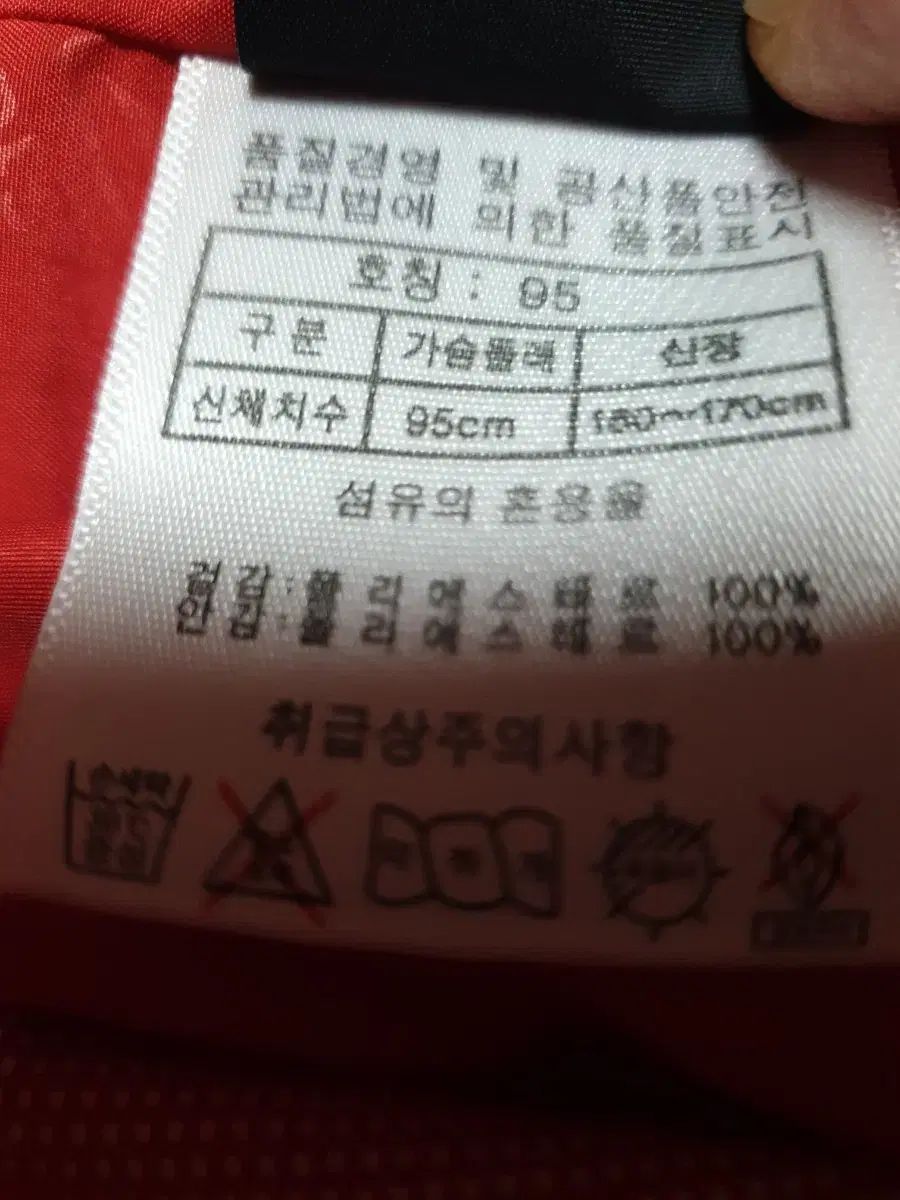 품질경영 및 공산품안전
관리법에 의한 품질표시
호칭 : 95
구분 가슴둘레 신장
신체치수 95cm 160~170cm
섬유의 혼용율
겉감:폴리에스테르 100%
안감:폴리에스테르 100%
취급상주의사항
손세탁